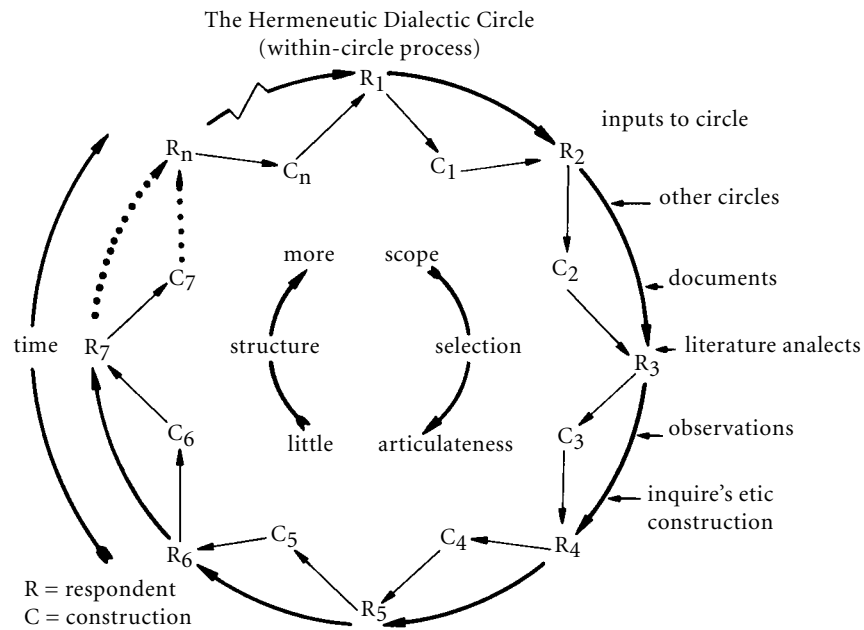 The Hermeneutic Dialectic Circle
(within-circle process)
R1
inputs to circle
Rn
Cn
C1
R2
other circles
more
scope
C7
C2
documents
time
R7
structure
selection
R3
literature analects
C6
little
articulateness
C3
observations
inquire's etic
construction
R6
C5
C4
R4
R5
R = respondent
C = construction